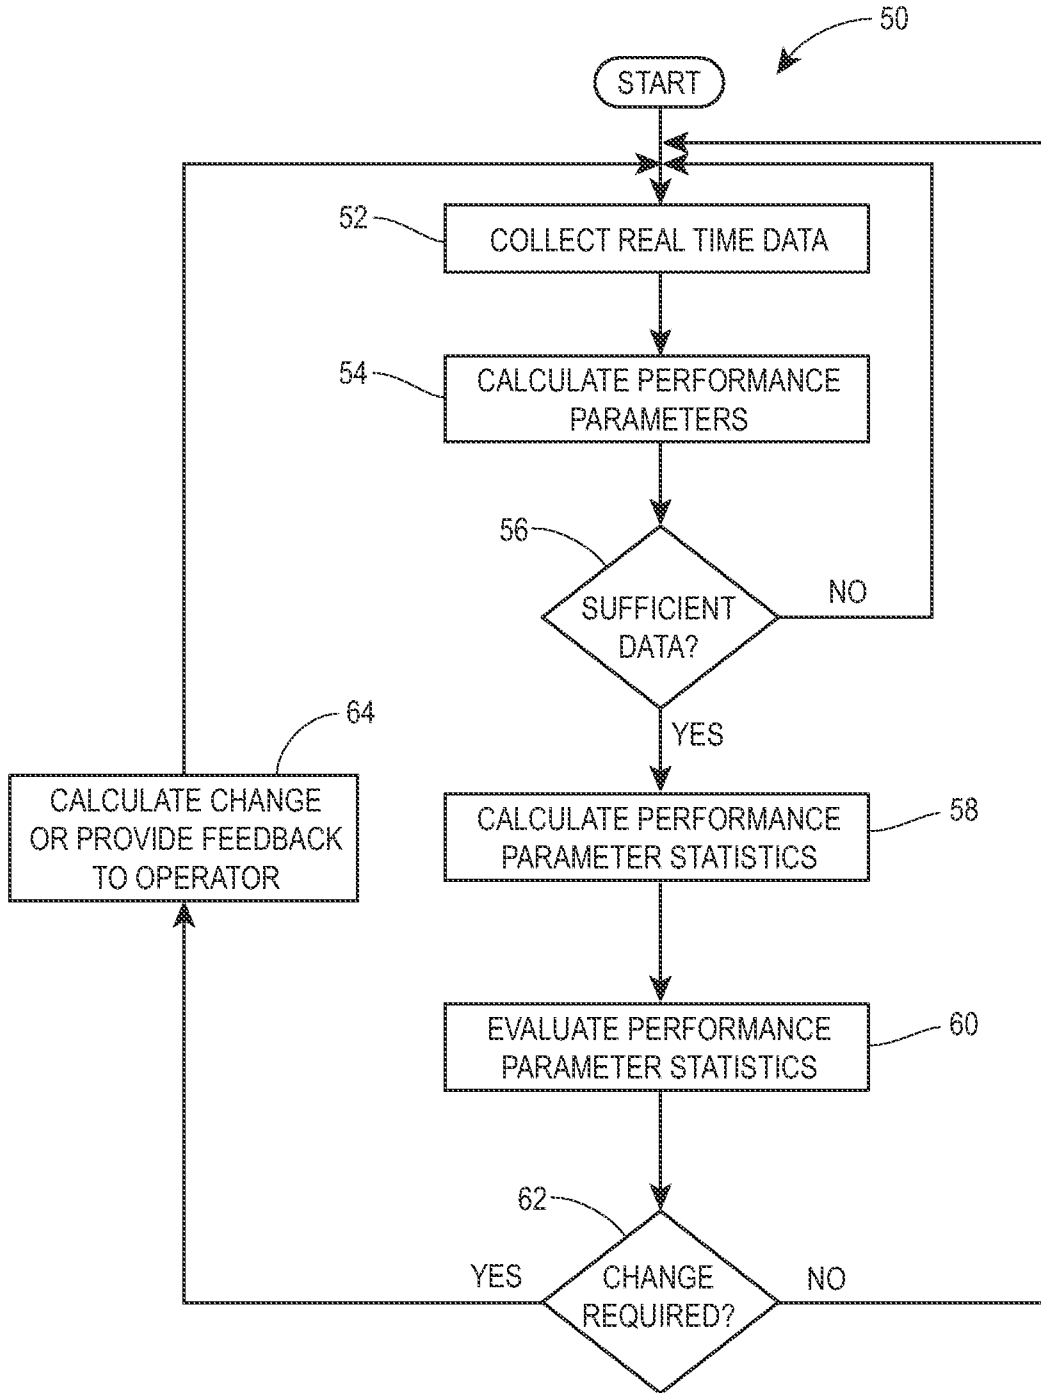 50
START
52
COLLECT REAL TIME DATA
54
CALCULATE PERFORMANCE
PARAMETERS
56
SUFFICIENT
DATA?
NO
YES
64
CALCULATE CHANGE
OR PROVIDE FEEDBACK
TO OPERATOR
58
CALCULATE PERFORMANCE
PARAMETER STATISTICS
60
EVALUATE PERFORMANCE
PARAMETER STATISTICS
62
YES
CHANGE
REQUIRED?
NO